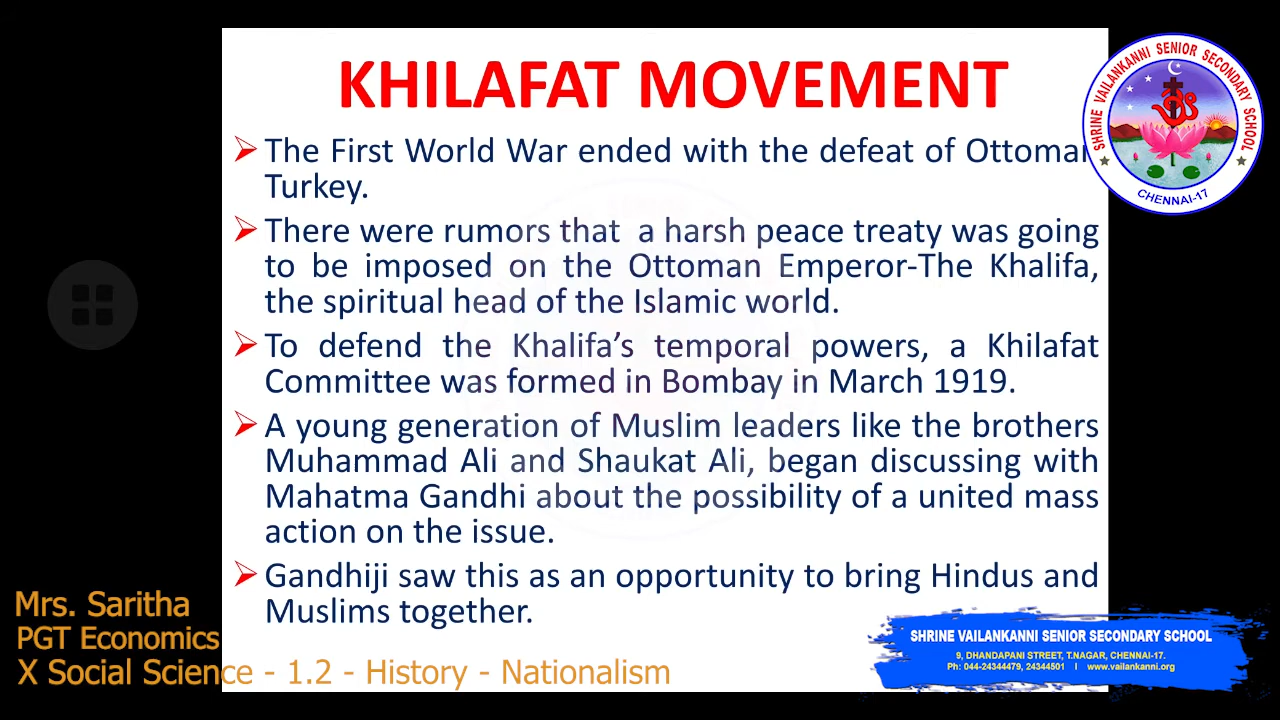 KHILAFAT MOVEMENT
➢ The First World War ended with the defeat of Ottoman
Turkey.
➢ There were rumors that a harsh peace treaty was going
to be imposed on the Ottoman Emperor-The Khalifa,
the spiritual head of the Islamic world.
➢ To defend the Khalifa's temporal powers, a Khilafat
Committee was formed in Bombay in March 1919.
➢ A young generation of Muslim leaders like the brothers
Muhammad Ali and Shaukat Ali, began discussing with
Mahatma Gandhi about the possibility of a united mass
action on the issue.
➢ Gandhiji saw this as an opportunity to bring Hindus and
Muslims together.
SHRINE VAILANKANNI SENIOR SECONDARY SCHOOL
CHENNAI-17
Mrs. Saritha
PGT Economics
X Social Science - 1.2 - History - Nationalism
SHRINE VAILANKANNI SENIOR SECONDARY SCHOOL
9, DHANDAPANI STREET, T.NAGAR, CHENNAI-17.
Ph: 044-24344479, 24344501 I www.vailankanni.org